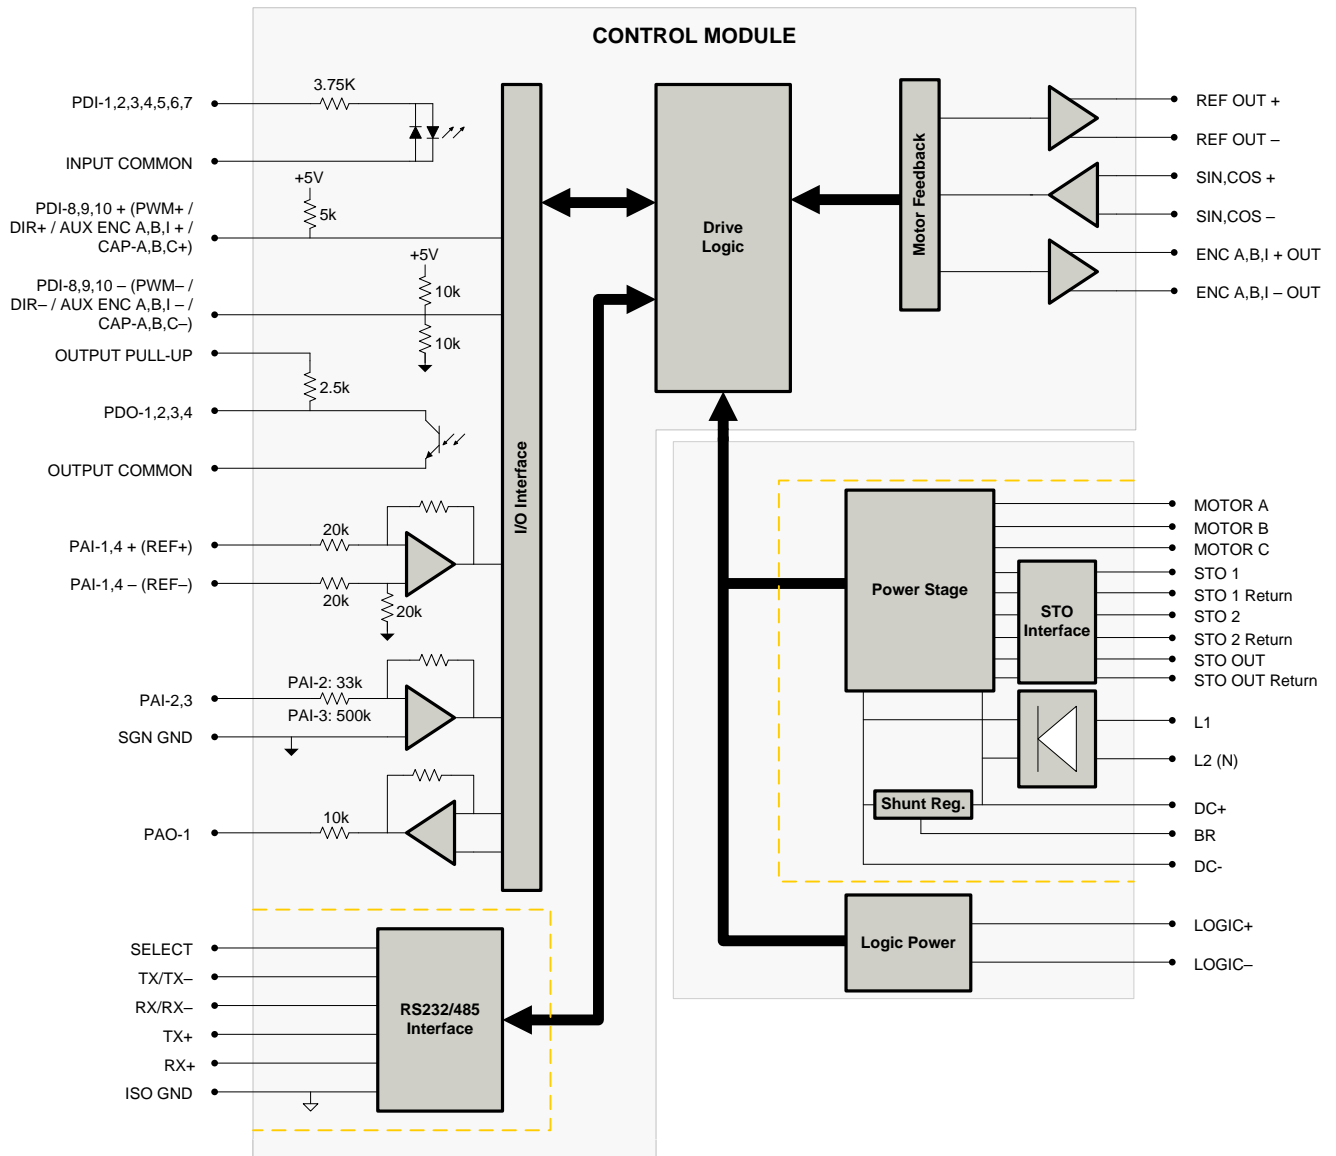 CONTROL MODULE
3.75K
PDI-1,2,3,4,5,6,7
INPUT COMMON
+5V
5k
PDI-8,9,10 + (PWM+ /
DIR+ / AUX ENC A,B,I + /
CAP-A,B,C+)
+5V
10k
PDI-8,9,10 – (PWM– /
DIR– / AUX ENC A,B,I – /
CAP-A,B,C–)
10k
OUTPUT PULL-UP
2.5k
PDO-1,2,3,4
OUTPUT COMMON
20k
PAI-1,4 + (REF+)
PAI-1,4 – (REF–)
20k
20k
PAI-2: 33k
PAI-2,3
PAI-3: 500k
SGN GND
10k
PAO-1
I/O Interface
SELECT
TX/TX–
RX/RX–
TX+
RX+
ISO GND
RS232/485
Interface
Drive
Logic
Motor Feedback
REF OUT +
REF OUT –
SIN,COS +
SIN,COS –
ENC A,B,I + OUT
ENC A,B,I – OUT
Power Stage
STO
Interface
MOTOR A
MOTOR B
MOTOR C
STO 1
STO 1 Return
STO 2
STO 2 Return
STO OUT
STO OUT Return
L1
L2 (N)
Shunt Reg.
DC+
BR
DC-
Logic Power
LOGIC+
LOGIC–